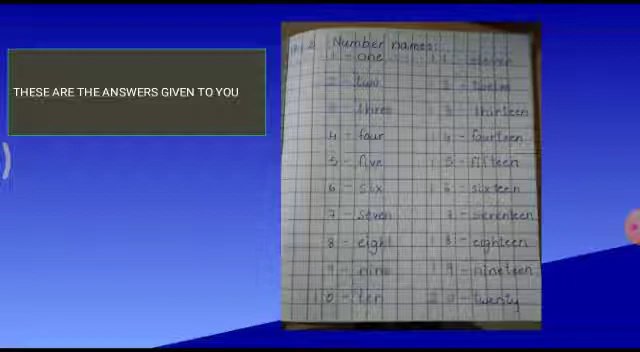 THESE ARE THE ANSWERS GIVEN TO YOU
Number names:
1 - one 11 - eleven
2 - two 12 - twelve
3 - three 13 - thirteen
4 - four 14 - fourteen
5 - five 15 - fifteen
6 - six 16 - sixteen
7 - seven 17 - seventeen
8 - eight 18 - eighteen
9 - nine 19 - nineteen
10 - ten 20 - twenty